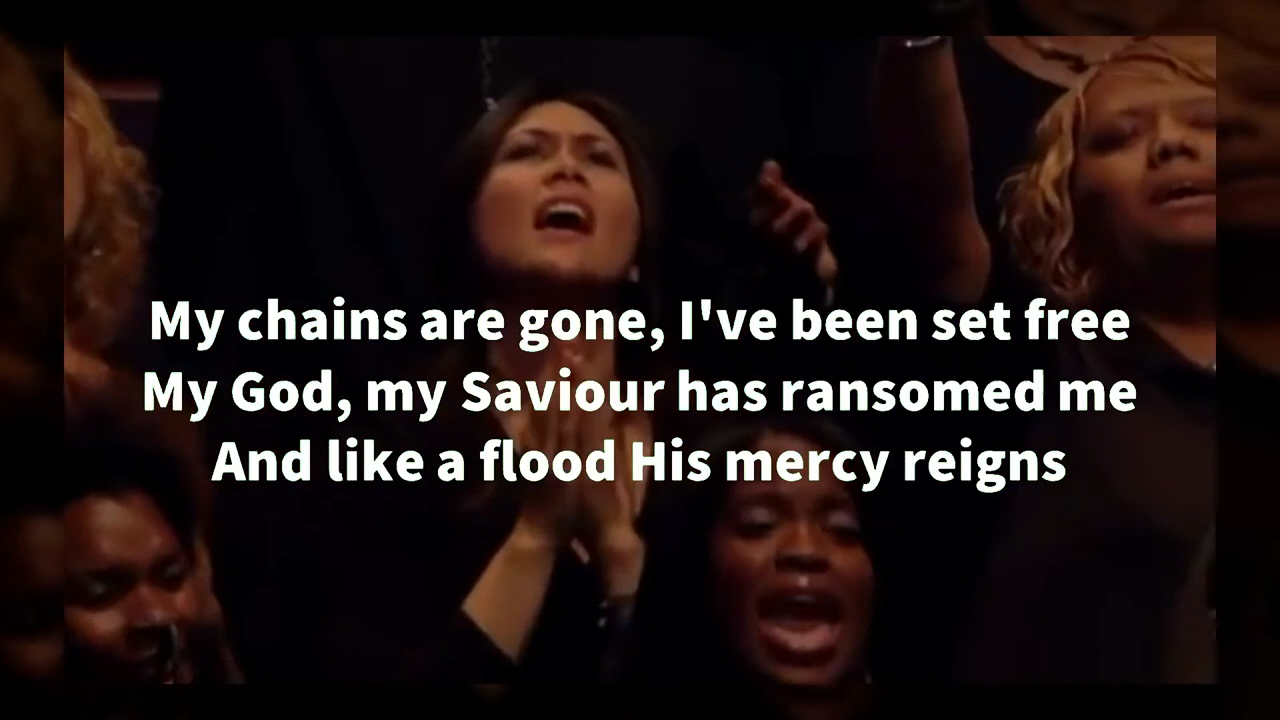 My chains are gone, I've been set free
My God, my Saviour has ransomed me
And like a flood His mercy reigns